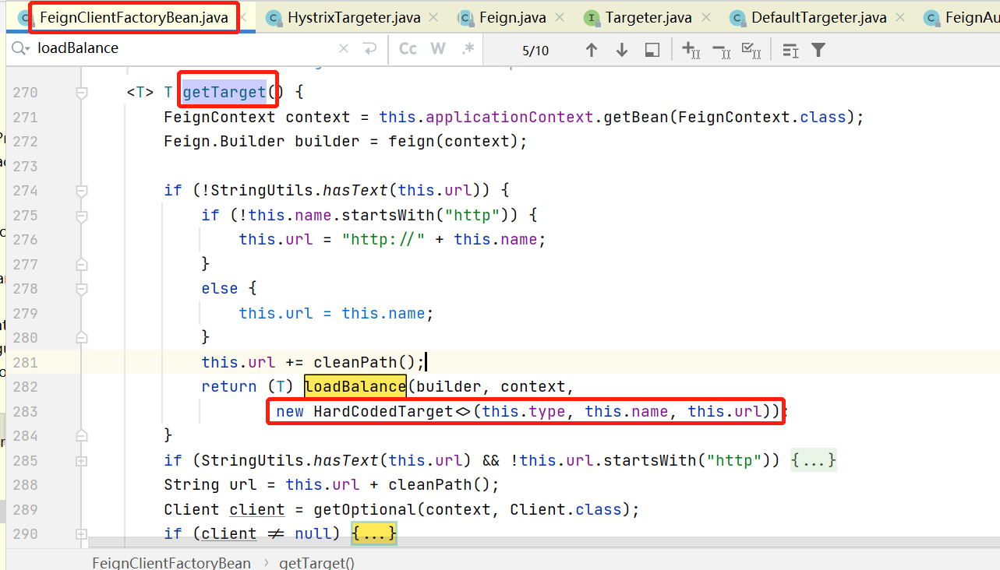 FeignClientFactoryBean.java HystrixTargeter.java Feign.java Targeter.java DefaultTargeter.java FeignAu
loadBalance Cc W .* 5/10
270 <T> T getTarget() {
271 FeignContext context = this.applicationContext.getBean(FeignContext.class);
272 Feign.Builder builder = feign(context);
273
274 if (!StringUtils.hasText(this.url)) {
275 if (!this.name.startsWith("http")) {
276 this.url = "http://" + this.name;
277 }
278 else {
279 this.url = this.name;
280 }
281 this.url += cleanPath();
282 return (T) loadBalance(builder, context,
283 new HardCodedTarget<>(this.type, this.name, this.url));
284 }
285 if (StringUtils.hasText(this.url) && !this.url.startsWith("http")) {...}
288 String url = this.url + cleanPath();
289 Client client = getOptional(context, Client.class);
290 if (client ≠ null) {...}
FeignClientFactoryBean › getTarget()